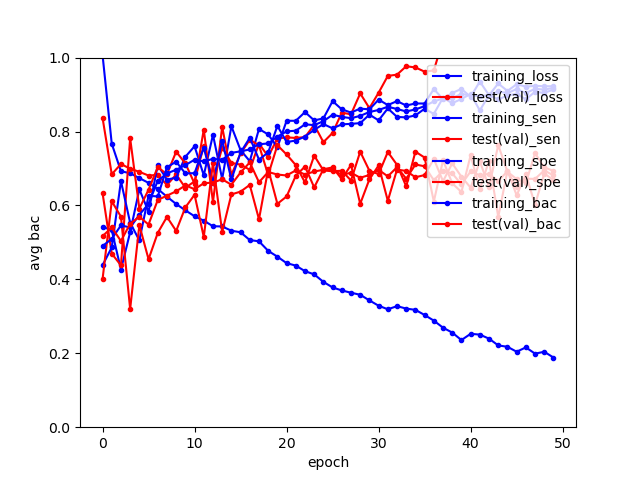 1.0
0.8
0.6
0.4
0.2
0.0
avg bac
0
10
20
30
40
50
epoch
training_loss
test(val)_loss
training_sen
test(val)_sen
training_spe
test(val)_spe
training_bac
test(val)_bac